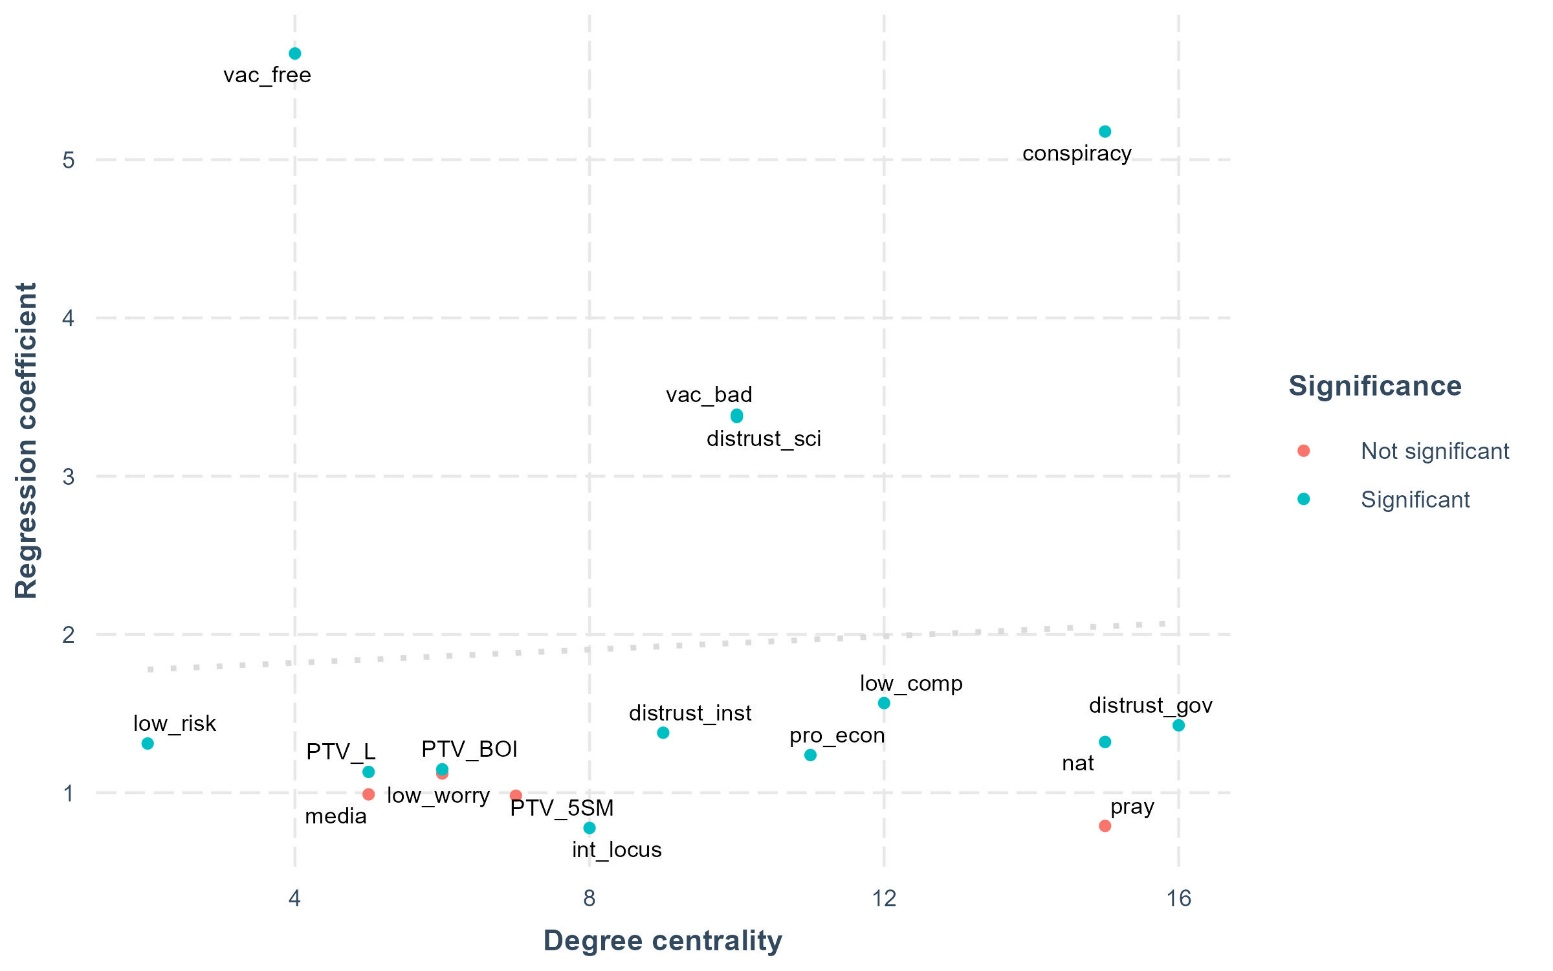 vac_free
conspiracy
5
4
vac_bad
distrust_sci
3
2
low_comp
distrust_gov
distrust_inst
low_risk
pro_econ
PTV_L
PTV_BOI
nat
1
low_worry
PTV_5SM
pray
media
int_locus
4
8
12
16
Degree centrality
Regression coefficient
Significance
Not significant
Significant